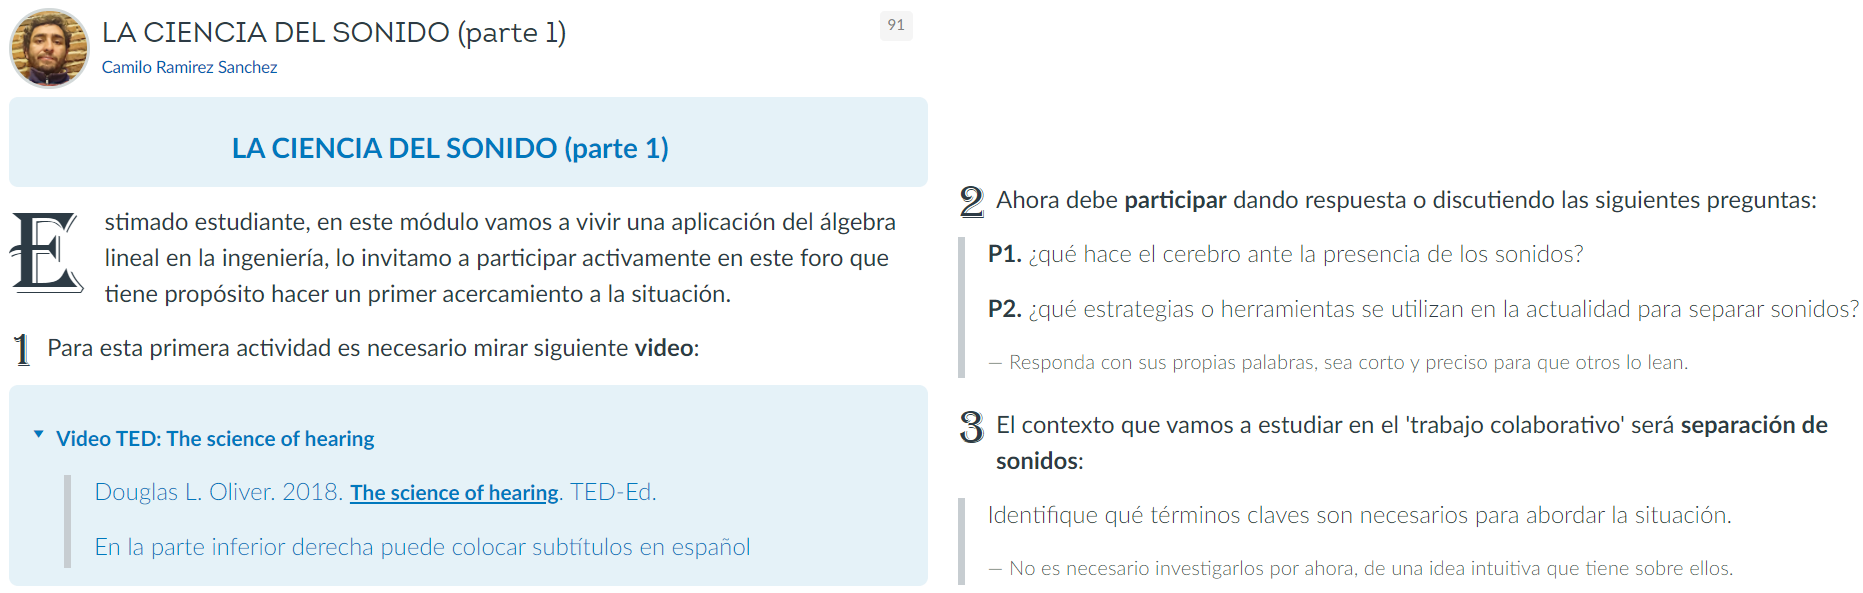 LA CIENCIA DEL SONIDO (parte 1)
Camilo Ramirez Sanchez
91
LA CIENCIA DEL SONIDO (parte 1)
Estimado estudiante, en este módulo vamos a vivir una aplicación del álgebra
lineal en la ingeniería, lo invitamo a participar activamente en este foro que
tiene propósito hacer un primer acercamiento a la situación.
1 Para esta primera actividad es necesario mirar siguiente video:
Video TED: The science of hearing
Douglas L. Oliver. 2018. The science of hearing. TED-Ed.
En la parte inferior derecha puede colocar subtítulos en español
2 Ahora debe participar dando respuesta o discutiendo las siguientes preguntas:
P1. ¿qué hace el cerebro ante la presencia de los sonidos?
P2. ¿qué estrategias o herramientas se utilizan en la actualidad para separar sonidos?
— Responda con sus propias palabras, sea corto y preciso para que otros lo lean.
3 El contexto que vamos a estudiar en el 'trabajo colaborativo' será separación de
sonidos:
Identifique qué términos claves son necesarios para abordar la situación.
— No es necesario investigarlos por ahora, de una idea intuitiva que tiene sobre ellos.